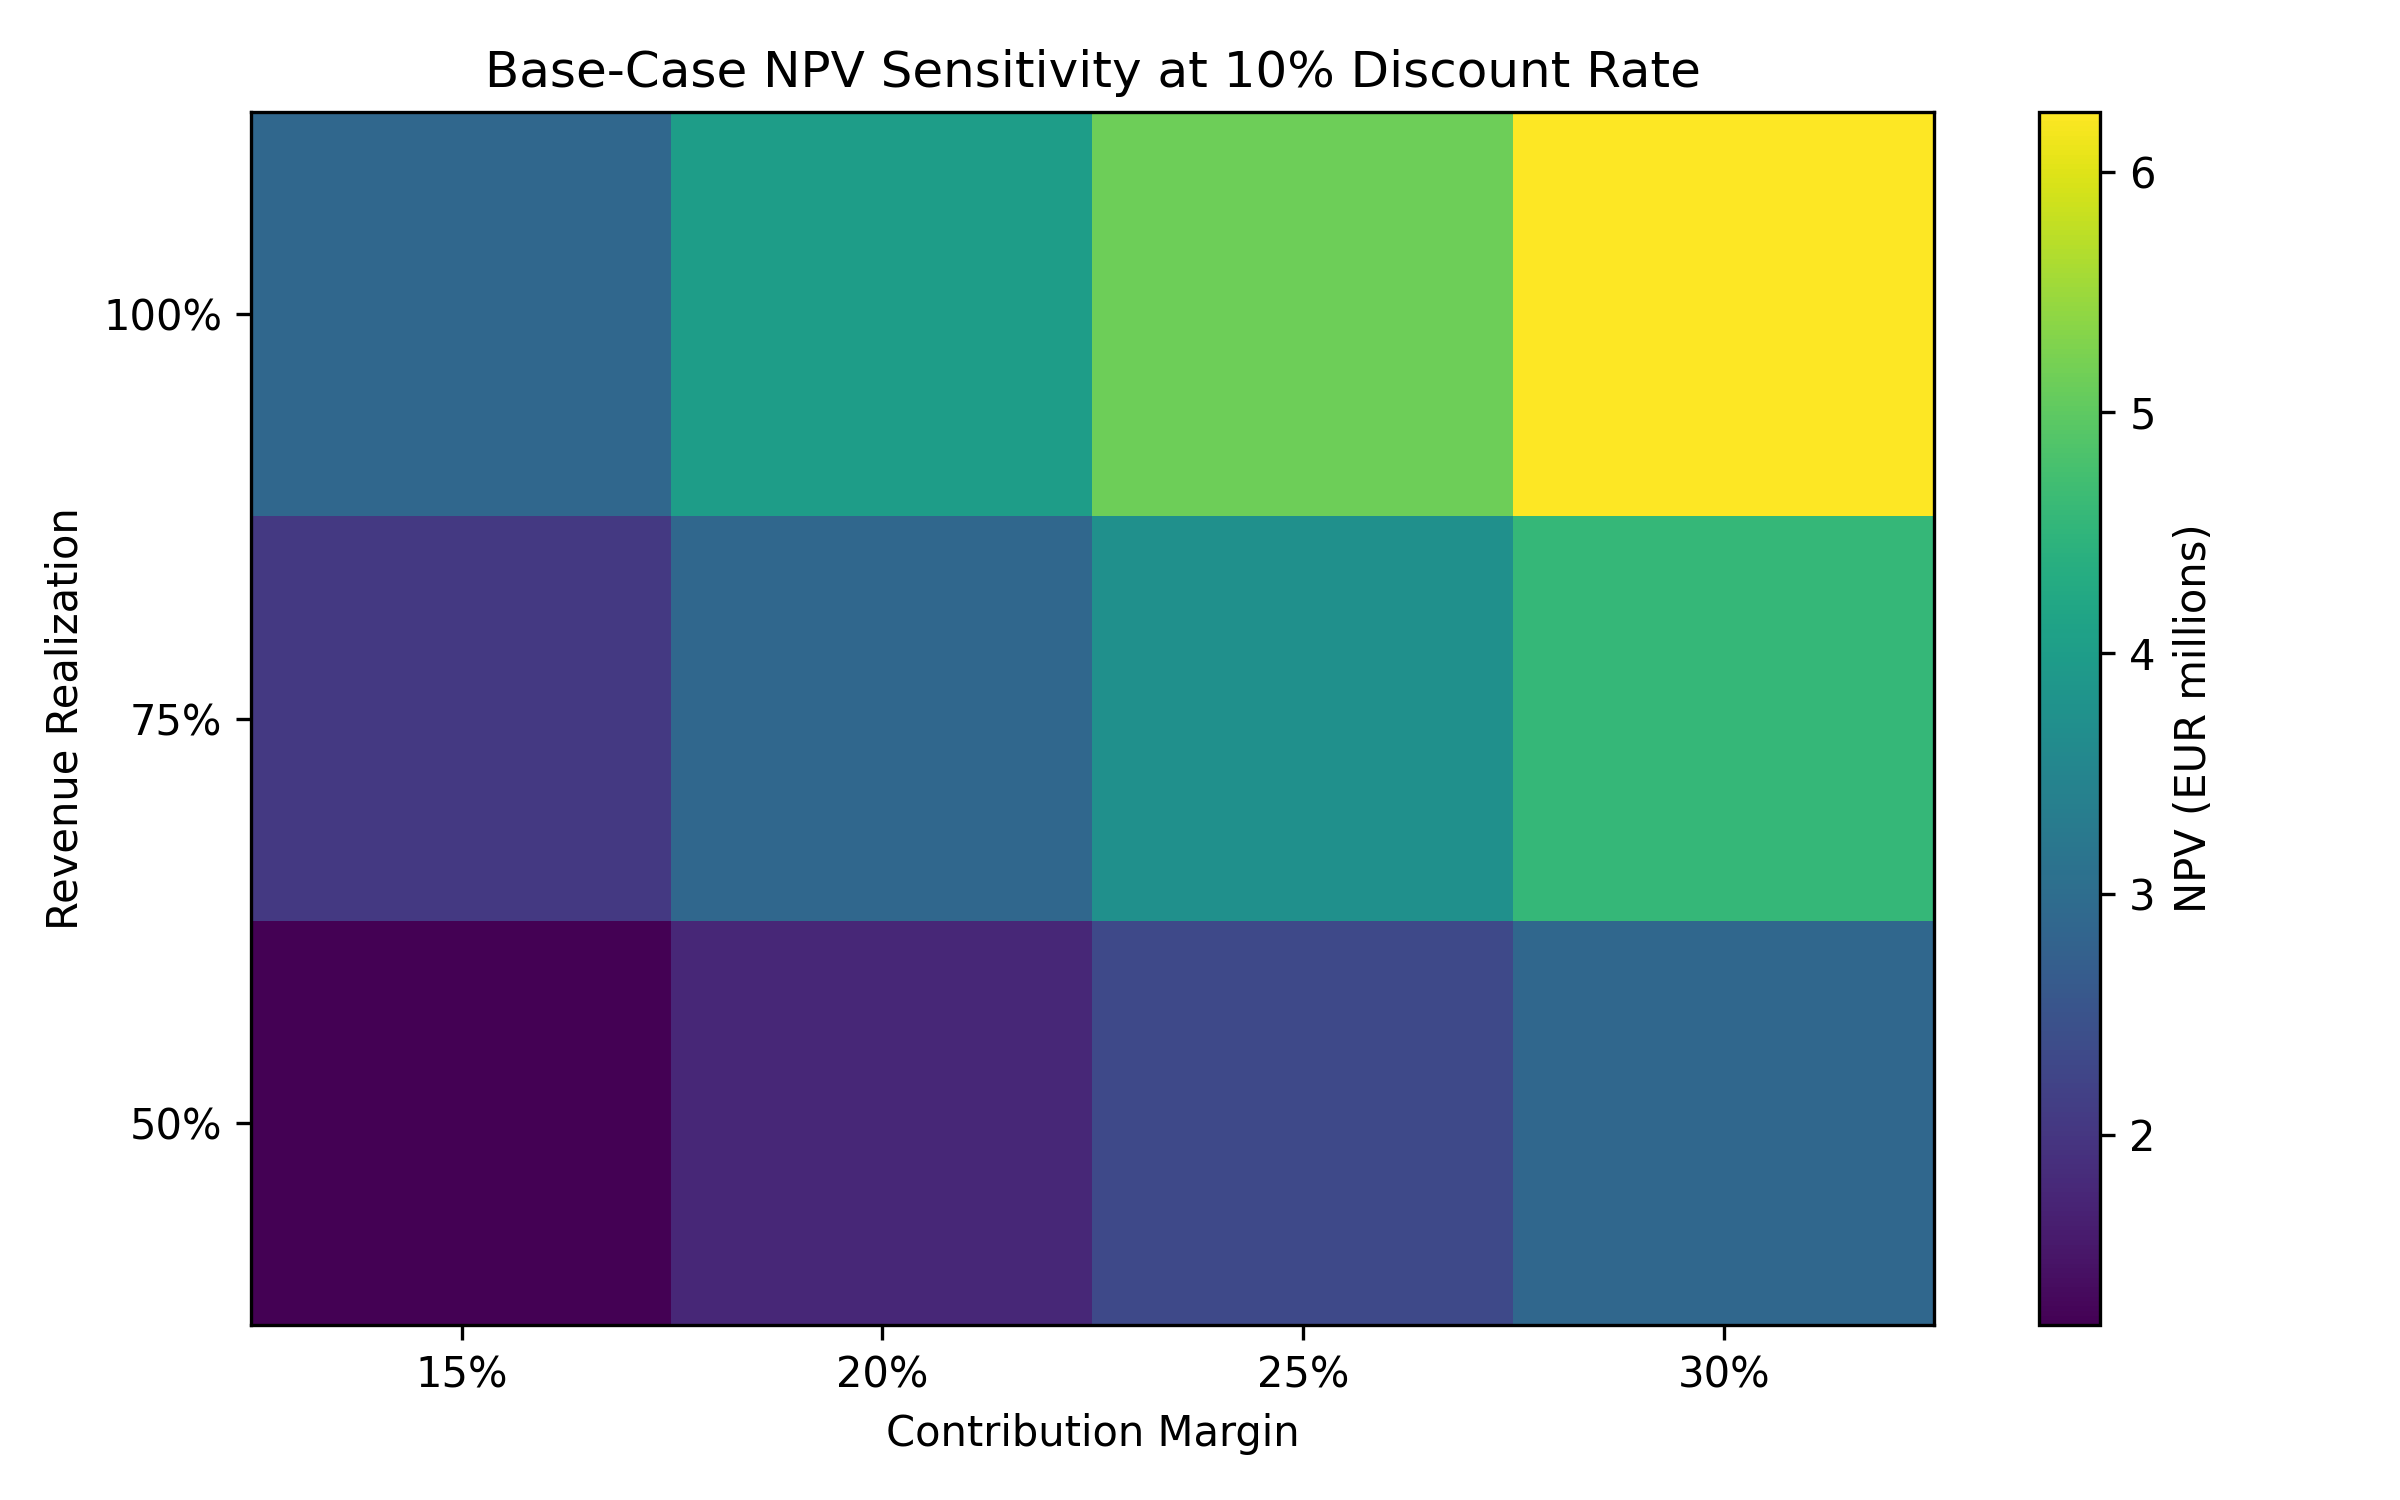 Base-Case NPV Sensitivity at 10% Discount Rate
Revenue Realization
100%
75%
50%
15% 20% 25% 30%
Contribution Margin
6
5
4
3
2
NPV (EUR millions)